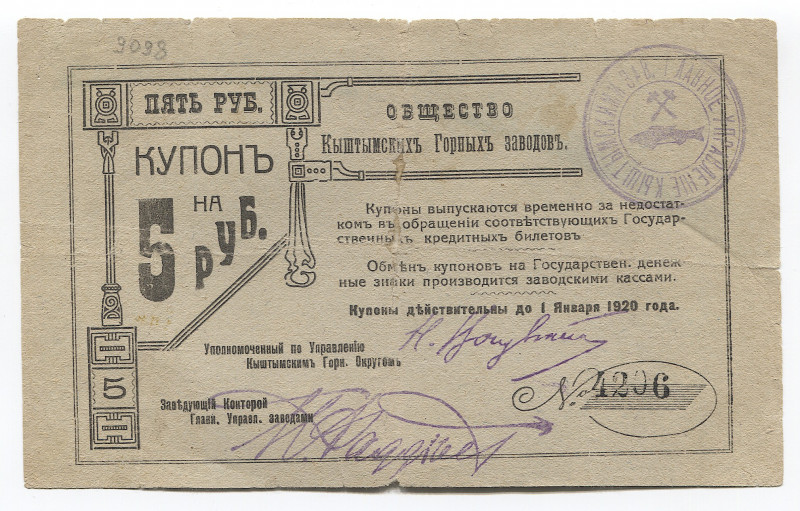 9098
ПЯТЬ РУБ.
КУПОНЪ
НА
5 РУБ.
ОБЩЕСТВО
Кыштымскихъ Горныхъ заводовъ.
Купоны выпускаются временно за недостат-
комъ въ обращеніи соотвѣтствующихъ Государ-
ственныхъ кредитныхъ билетовъ
Обмѣнъ купоновъ на Государствен. денеж-
ные знаки производится заводскими кассами.
Купоны дѣйствительны до 1 Января 1920 года.
Уполномоченный по Управленію
Кыштымскимъ Горн. Округомъ
Завѣдующій Конторой
Главн. Управл. заводами
5
№ 4206